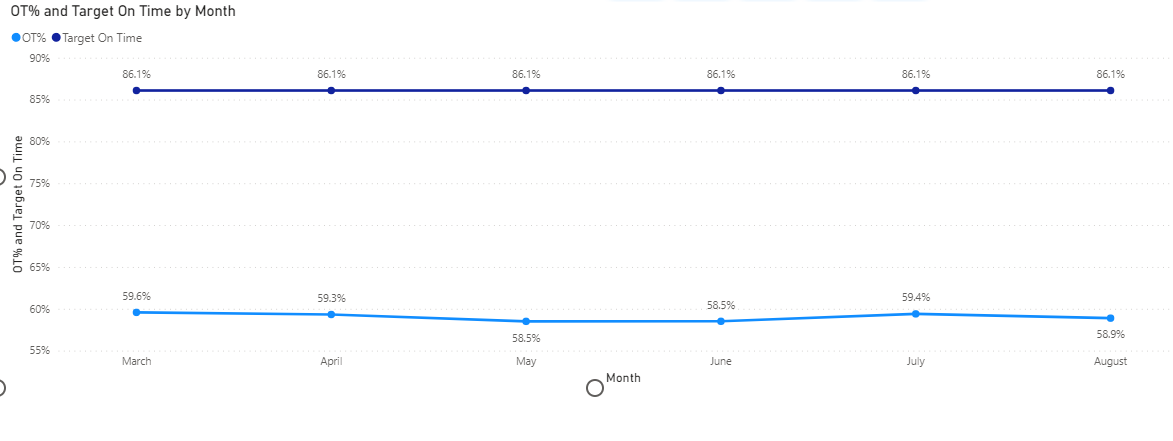 OT% and Target On Time by Month
OT% Target On Time
90%
85%
80%
75%
70%
65%
60%
55%
OT% and Target On Time
86.1% 86.1% 86.1% 86.1% 86.1% 86.1%
59.6% 59.3% 58.5% 58.5% 59.4% 58.9%
March April May June July August
Month